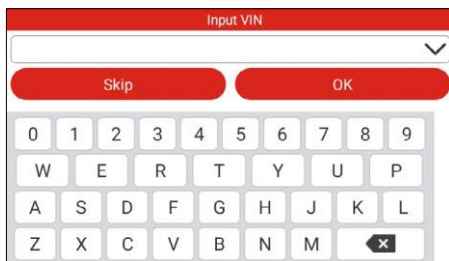 Input VIN
Skip OK
0 1 2 3 4 5 6 7 8 9
W E R T Y U P
A S D F G H J K L
Z X C V B N M